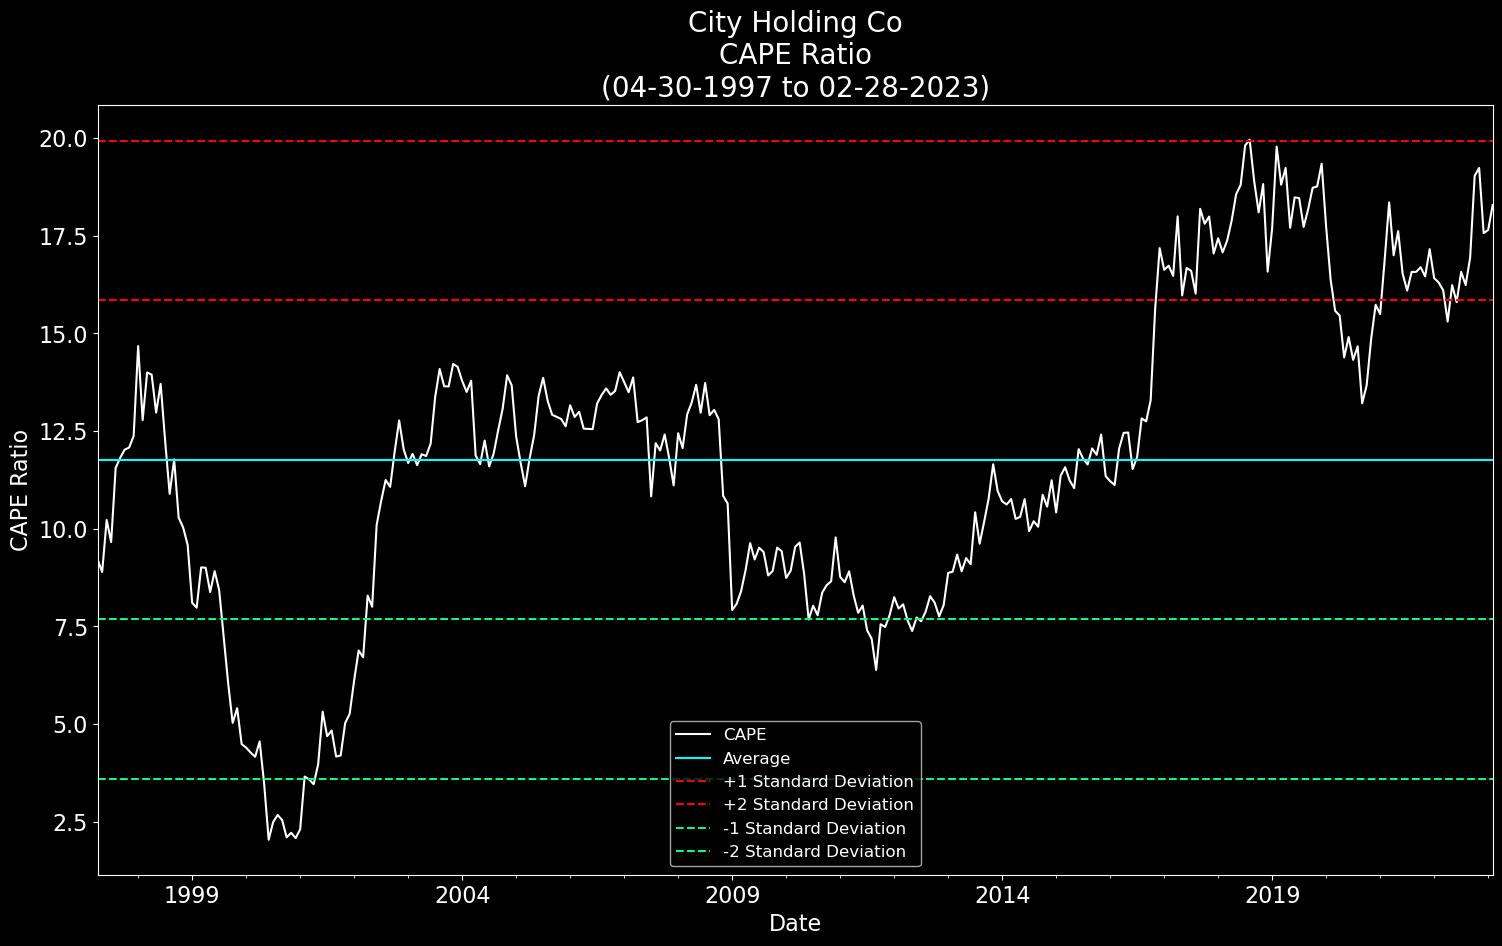 City Holding Co
CAPE Ratio
(04-30-1997 to 02-28-2023)
20.0
17.5
15.0
12.5
10.0
7.5
5.0
2.5
CAPE Ratio
CAPE
Average
+1 Standard Deviation
+2 Standard Deviation
-1 Standard Deviation
-2 Standard Deviation
1999
2004
2009
2014
2019
Date